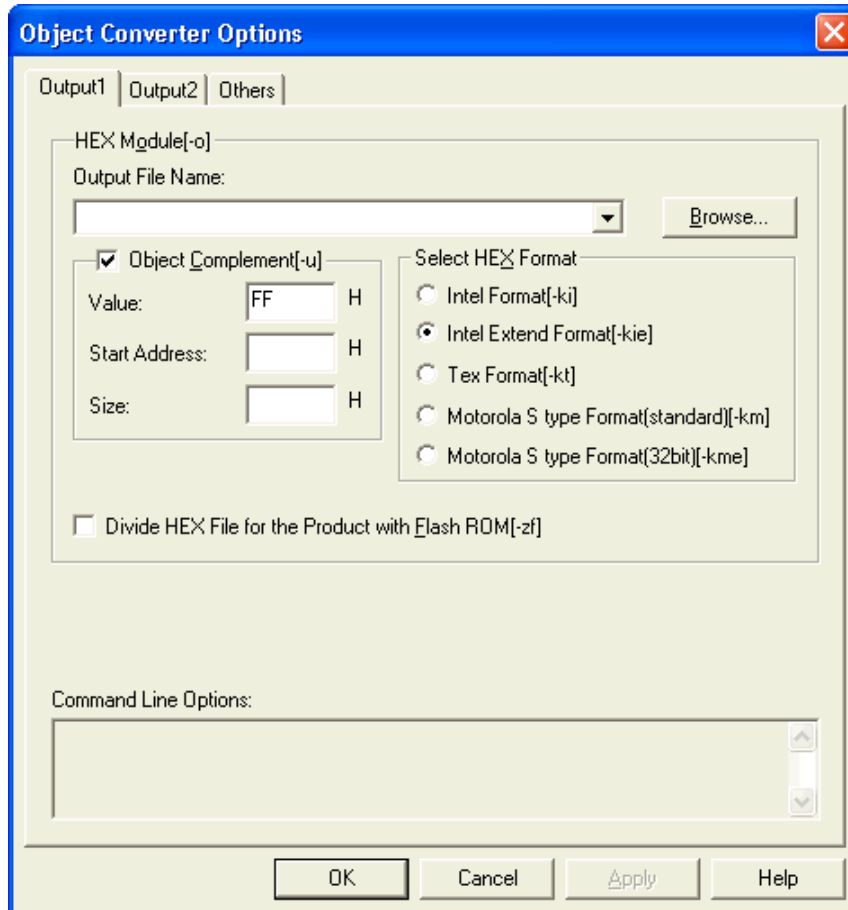 Object Converter Options
Output1 Output2 Others
HEX Module[-o]
Output File Name:
Browse...
Object Complement[-u]
Value: FF H
Start Address: H
Size: H
Select HEX Format
Intel Format[-ki]
Intel Extend Format[-kie]
Tex Format[-kt]
Motorola S type Format(standard)[-km]
Motorola S type Format(32bit)[-kme]
Divide HEX File for the Product with Flash ROM[-zf]
Command Line Options:
OK Cancel Apply Help